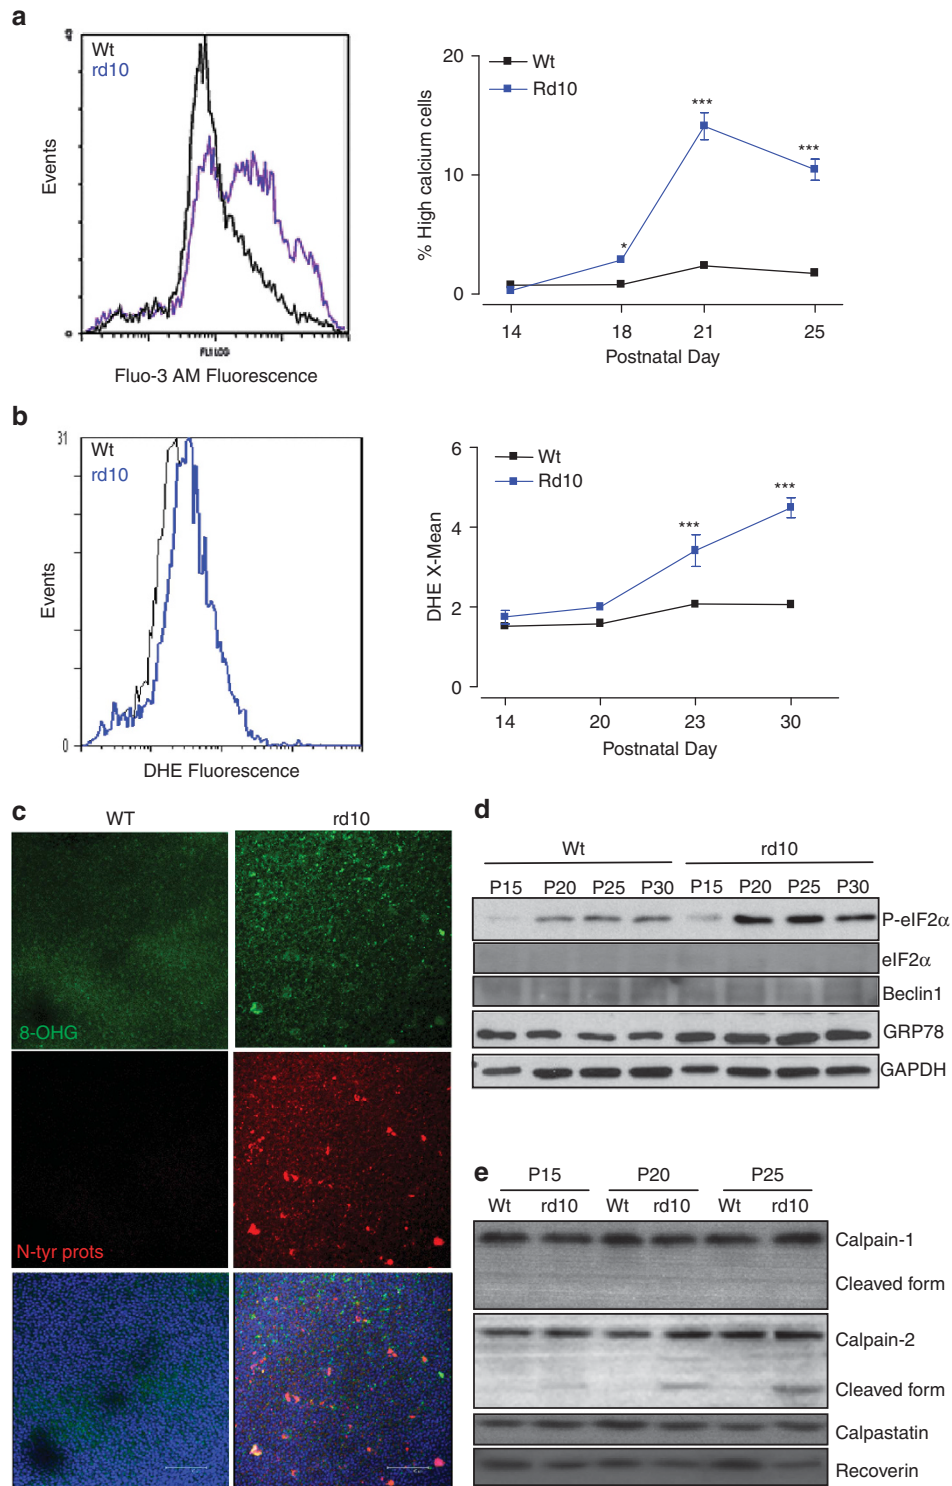 a
Wt
rd10
Events
FL1 LOG
Fluo-3 AM Fluorescence
20
10
0
% High calcium cells
Wt
Rd10
*
***
***
14 18 21 25
Postnatal Day
b
31
0
Wt
rd10
Events
DHE Fluorescence
6
4
2
0
DHE X-Mean
Wt
Rd10
***
***
14 20 23 30
Postnatal Day
c
WT rd10
8-OHG
N-tyr prots
d
Wt rd10
P15 P20 P25 P30 P15 P20 P25 P30
P-eIF2α
eIF2α
Beclin1
GRP78
GAPDH
e
P15 P20 P25
Wt rd10 Wt rd10 Wt rd10
Calpain-1
Cleaved form
Calpain-2
Cleaved form
Calpastatin
Recoverin